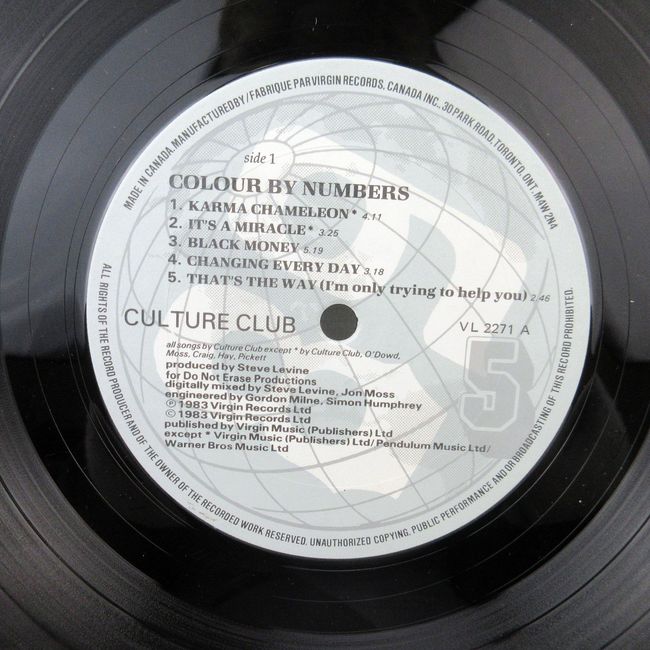 MADE IN CANADA. MANUFACTURED BY/FABRIQUE PAR VIRGIN RECORDS, CANADA INC., 30 PARK ROAD, TORONTO, ONT. M4W 2N4
side 1
COLOUR BY NUMBERS
1. KARMA CHAMELEON* 4.11
2. IT'S A MIRACLE* 3.25
3. BLACK MONEY 5.19
4. CHANGING EVERY DAY 3.18
5. THAT'S THE WAY (I'm only trying to help you) 2.46
CULTURE CLUB
VL 2271 A
all songs by Culture Club except * by Culture Club, O'Dowd,
Moss, Craig, Hay, Pickett
produced by Steve Levine
for Do Not Erase Productions
digitally mixed by Steve Levine, Jon Moss
engineered by Gordon Milne, Simon Humphrey
℗ 1983 Virgin Records Ltd
© 1983 Virgin Records Ltd
published by Virgin Music (Publishers) Ltd
except * Virgin Music (Publishers) Ltd/Pendulum Music Ltd/
Warner Bros Music Ltd
5
ALL RIGHTS OF THE RECORD PRODUCER AND OF THE OWNER OF THE RECORDED WORK RESERVED. UNAUTHORIZED COPYING. PUBLIC PERFORMANCE AND/OR BROADCASTING OF THIS RECORD PROHIBITED.